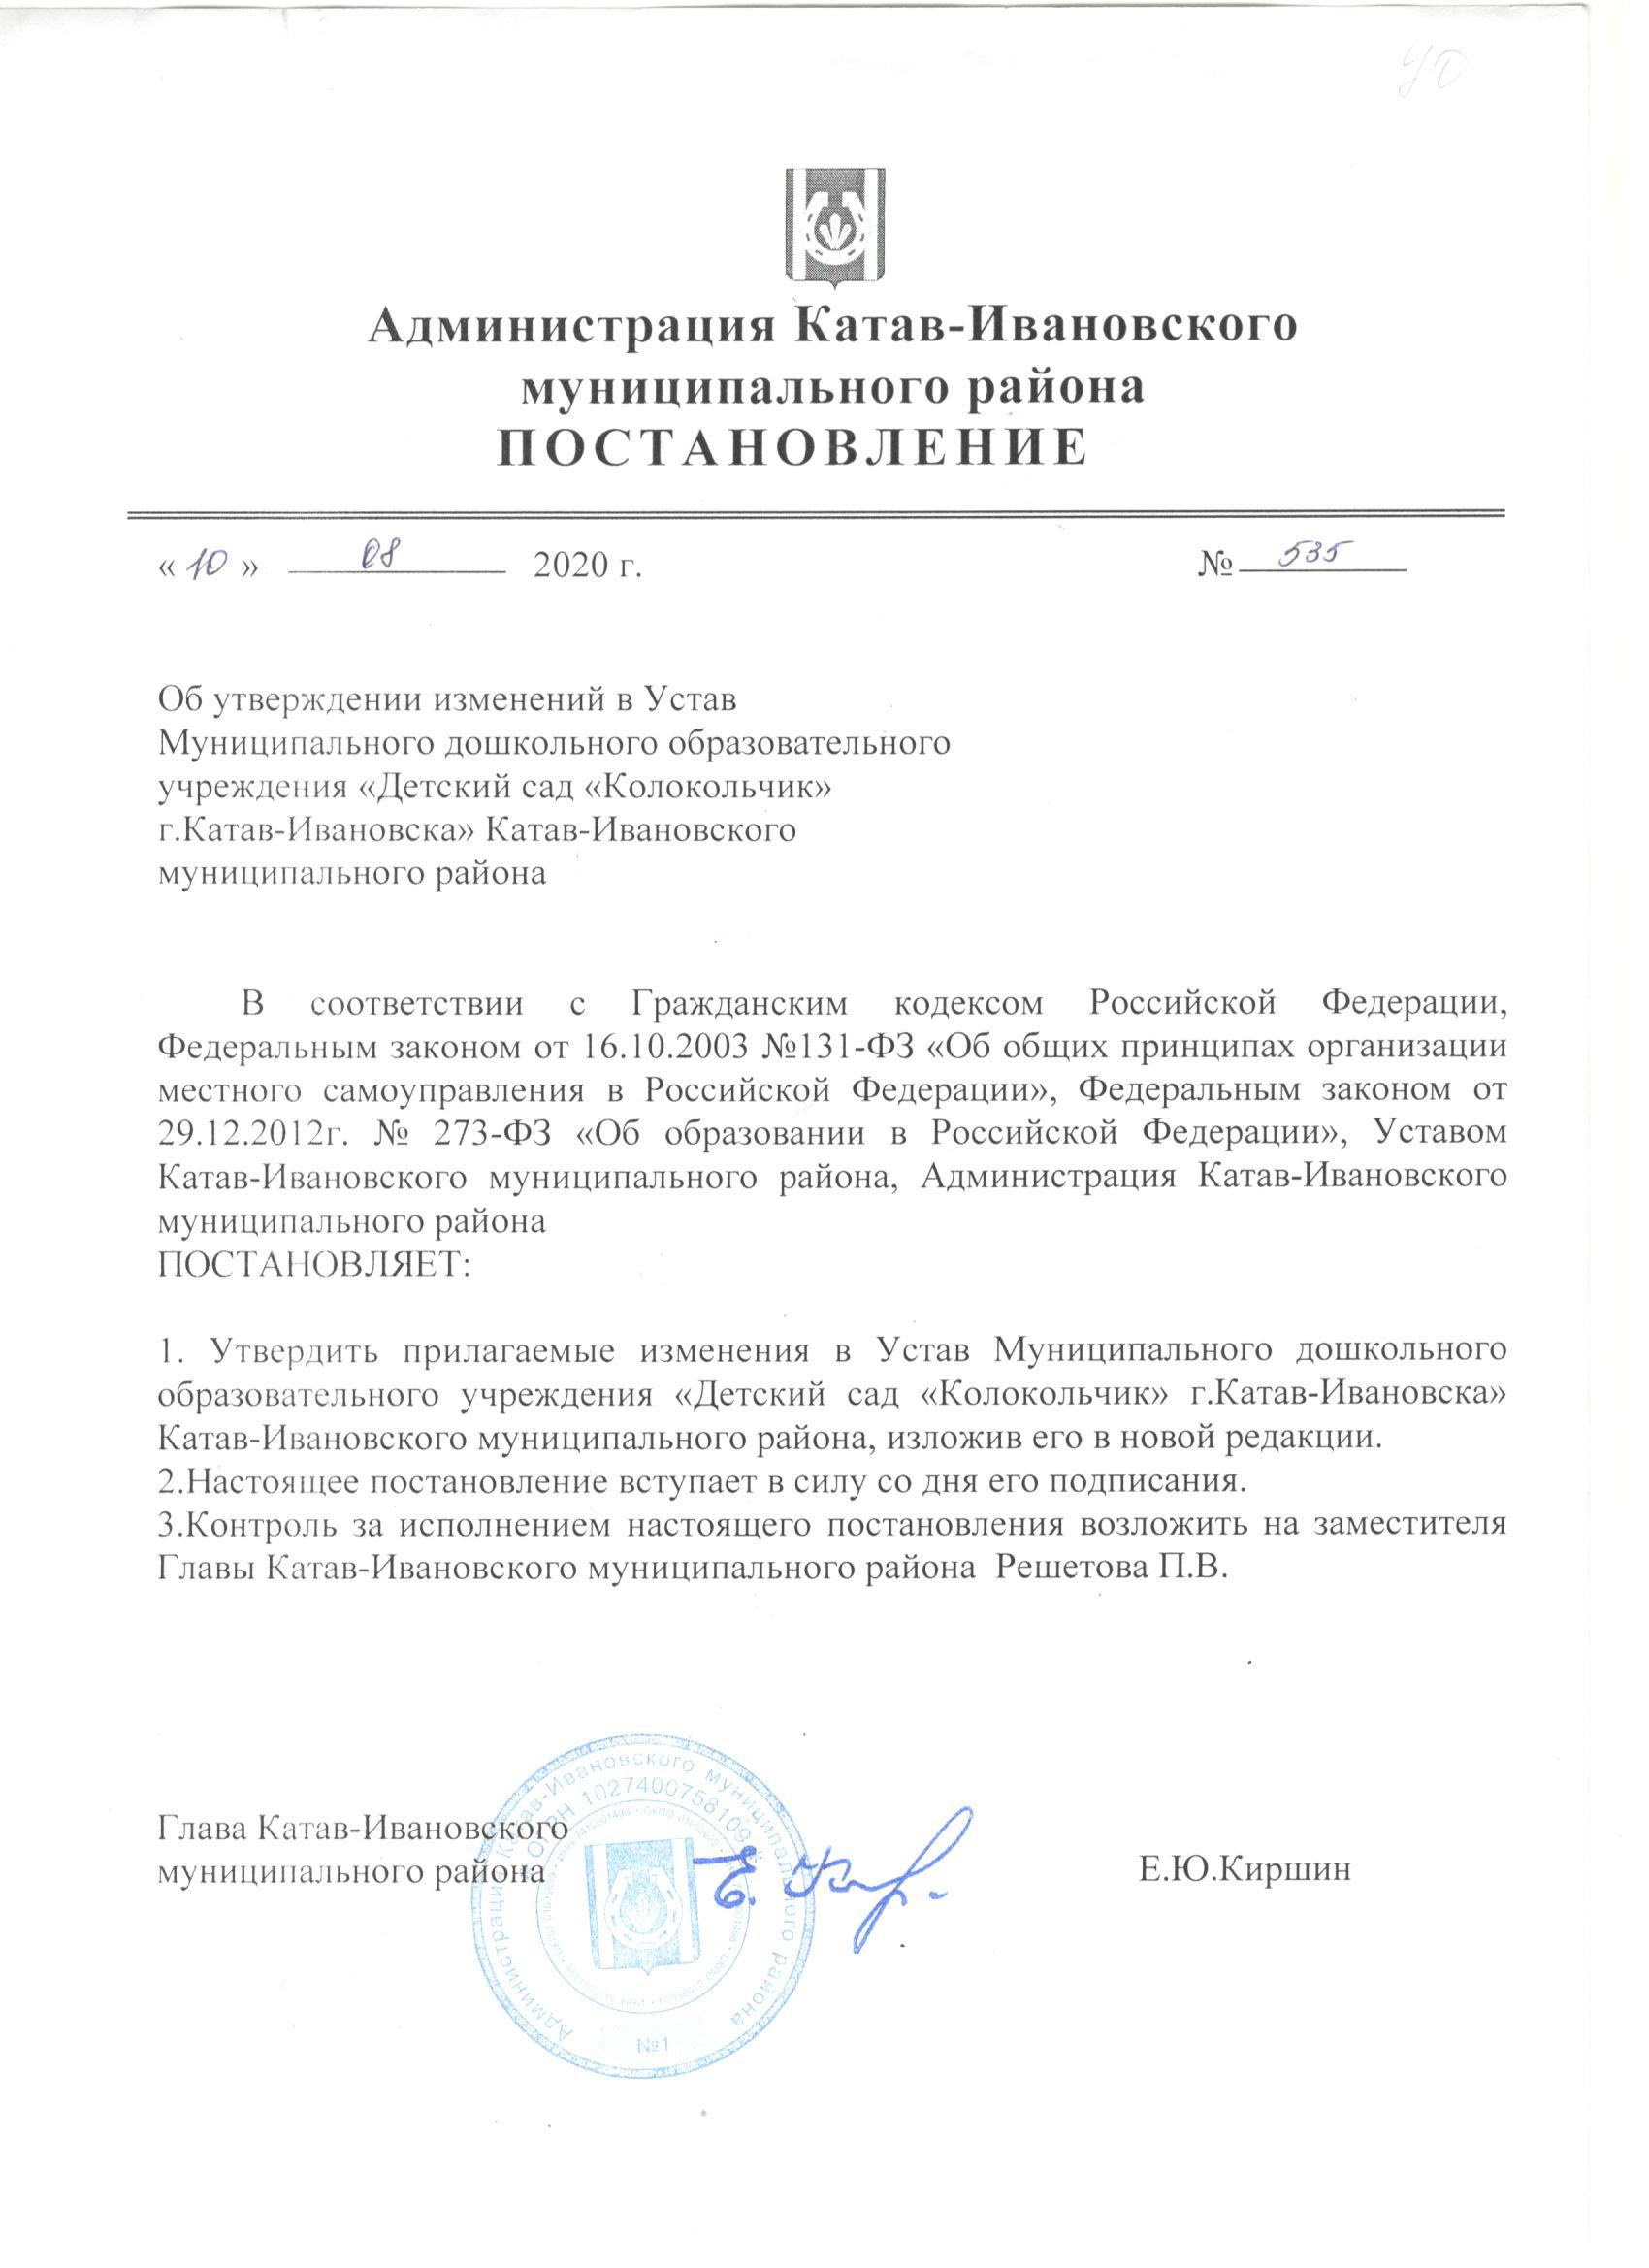 УО
Администрация Катав-Ивановского
муниципального района
ПОСТАНОВЛЕНИЕ
« 10 » 08 2020 г. № 535
Об утверждении изменений в Устав
Муниципального дошкольного образовательного
учреждения «Детский сад «Колокольчик»
г.Катав-Ивановска» Катав-Ивановского
муниципального района
В соответствии с Гражданским кодексом Российской Федерации,
Федеральным законом от 16.10.2003 №131-ФЗ «Об общих принципах организации
местного самоуправления в Российской Федерации», Федеральным законом от
29.12.2012г. № 273-ФЗ «Об образовании в Российской Федерации», Уставом
Катав-Ивановского муниципального района, Администрация Катав-Ивановского
муниципального района
ПОСТАНОВЛЯЕТ:
1. Утвердить прилагаемые изменения в Устав Муниципального дошкольного
образовательного учреждения «Детский сад «Колокольчик» г.Катав-Ивановска»
Катав-Ивановского муниципального района, изложив его в новой редакции.
2.Настоящее постановление вступает в силу со дня его подписания.
3.Контроль за исполнением настоящего постановления возложить на заместителя
Главы Катав-Ивановского муниципального района Решетова П.В.
Глава Катав-Ивановского
муниципального района Е.Ю.Киршин
Администрация Катав-Ивановского муниципального района
ОГРН 1027400758109
№1